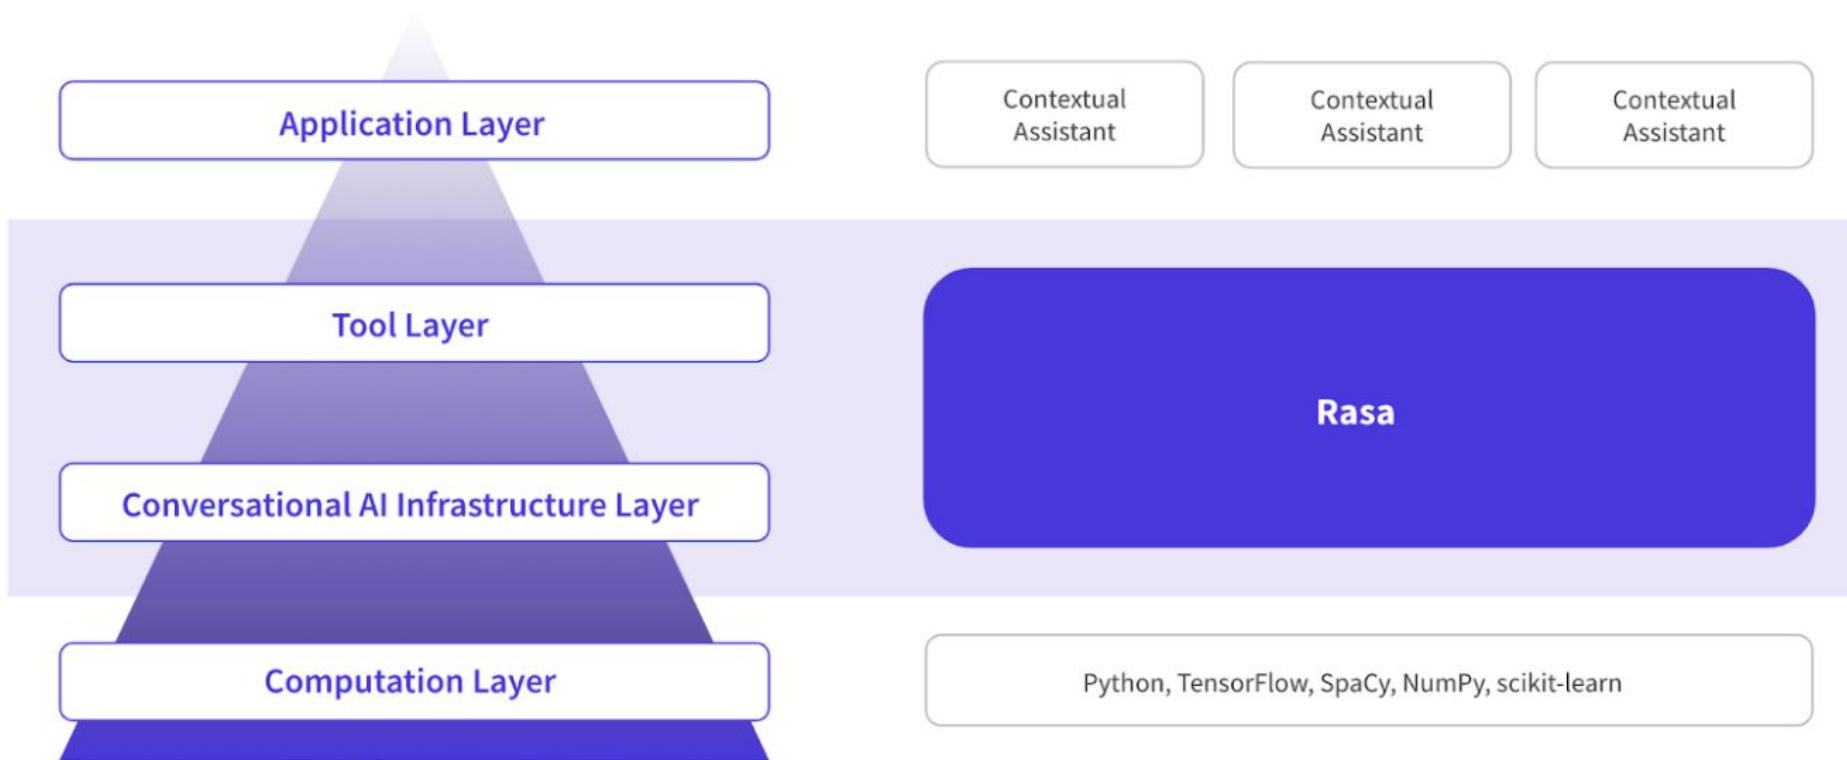 Application Layer
Contextual
Assistant
Contextual
Assistant
Contextual
Assistant
Tool Layer
Rasa
Conversational AI Infrastructure Layer
Computation Layer
Python, TensorFlow, SpaCy, NumPy, scikit-learn